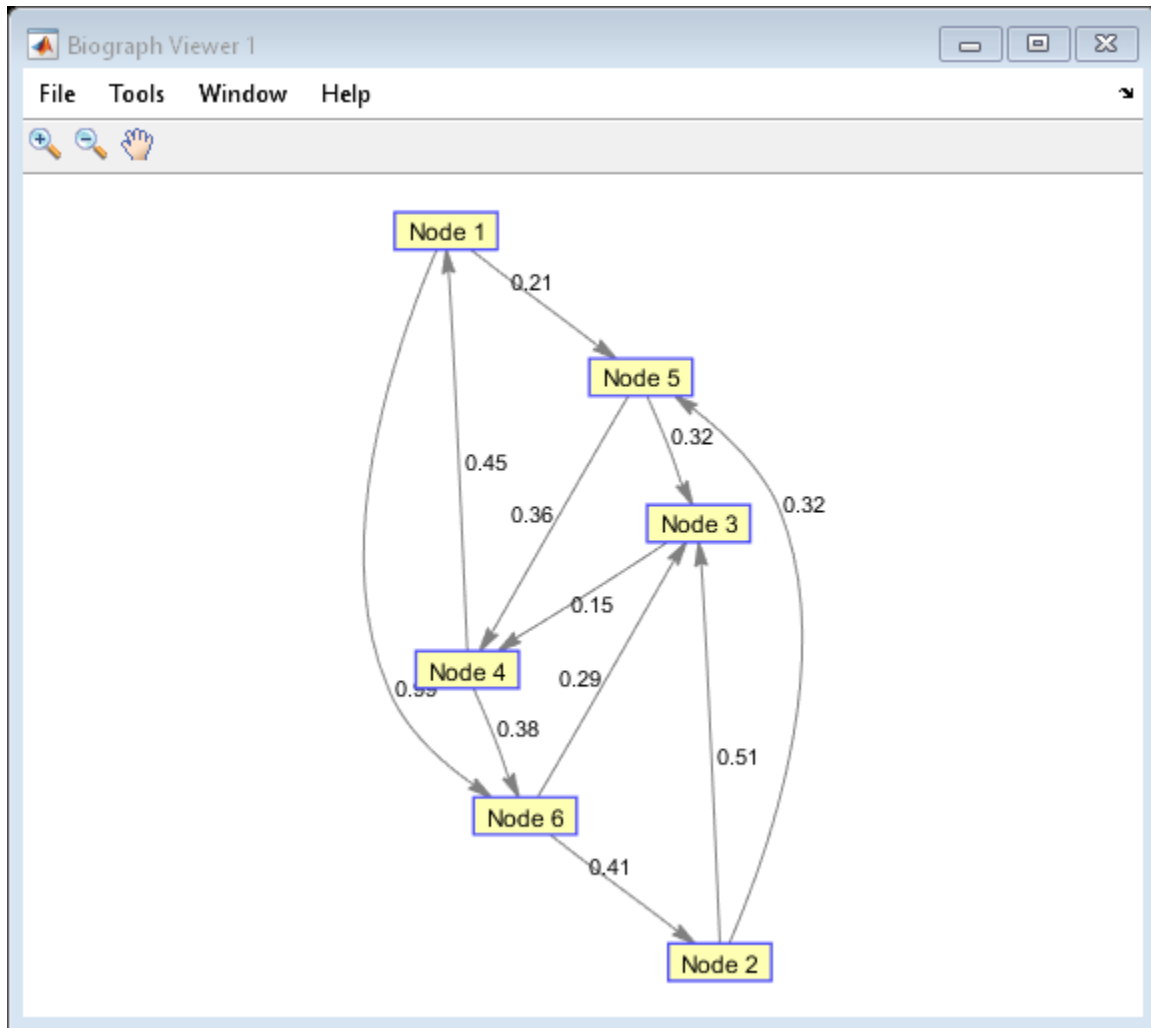 Biograph Viewer 1
File Tools Window Help
Node 1
0.21
Node 5
0.32
0.45
0.32
0.36
Node 3
0.15
Node 4
0.29
0.99
0.38
0.51
Node 6
0.41
Node 2